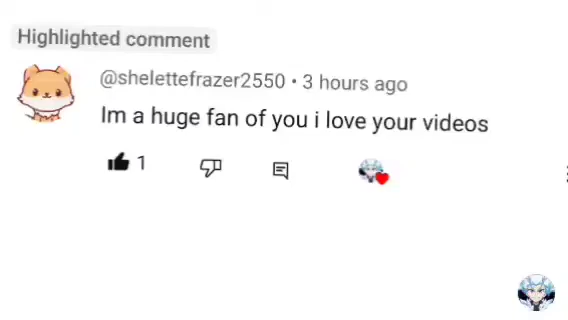 Highlighted comment
@shelettefrazer2550 • 3 hours ago
Im a huge fan of you i love your videos
1